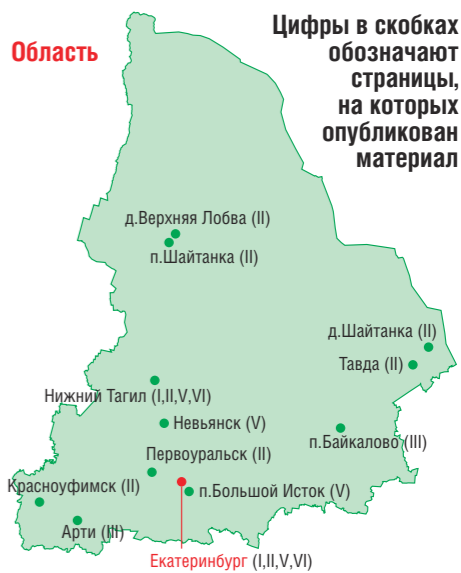 Область
Цифры в скобках
обозначают
страницы,
на которых
опубликован
материал
д.Верхняя Лобва (II)
п.Шайтанка (II)
д.Шайтанка (II)
Тавда (II)
Нижний Тагил (I,II,V,VI)
Невьянск (V)
п.Байкалово (III)
Первоуральск (II)
Красноуфимск (II)
п.Большой Исток (V)
Арти (III)
Екатеринбург (I,II,V,VI)